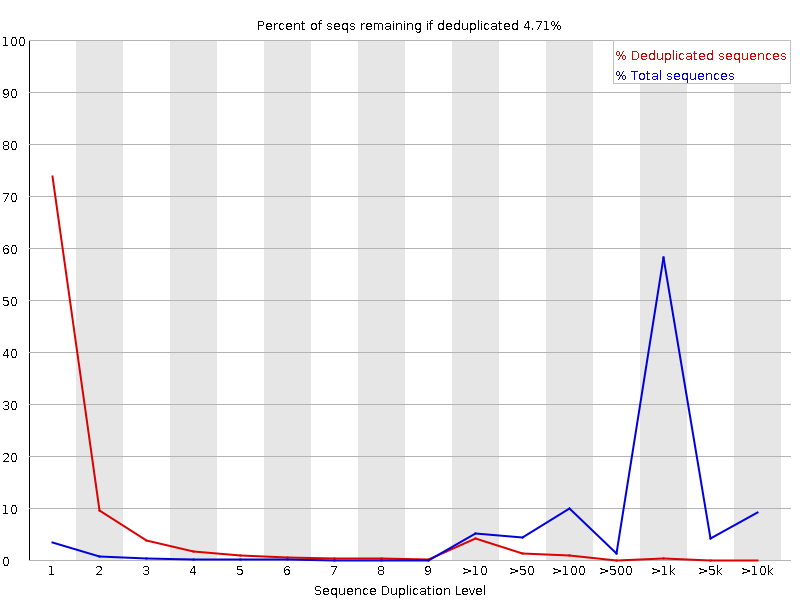 Percent of seqs remaining if deduplicated 4.71%
% Deduplicated sequences
% Total sequences
100
90
80
70
60
50
40
30
20
10
0
1 2 3 4 5 6 7 8 9 >10 >50 >100 >500 >1k >5k >10k
Sequence Duplication Level